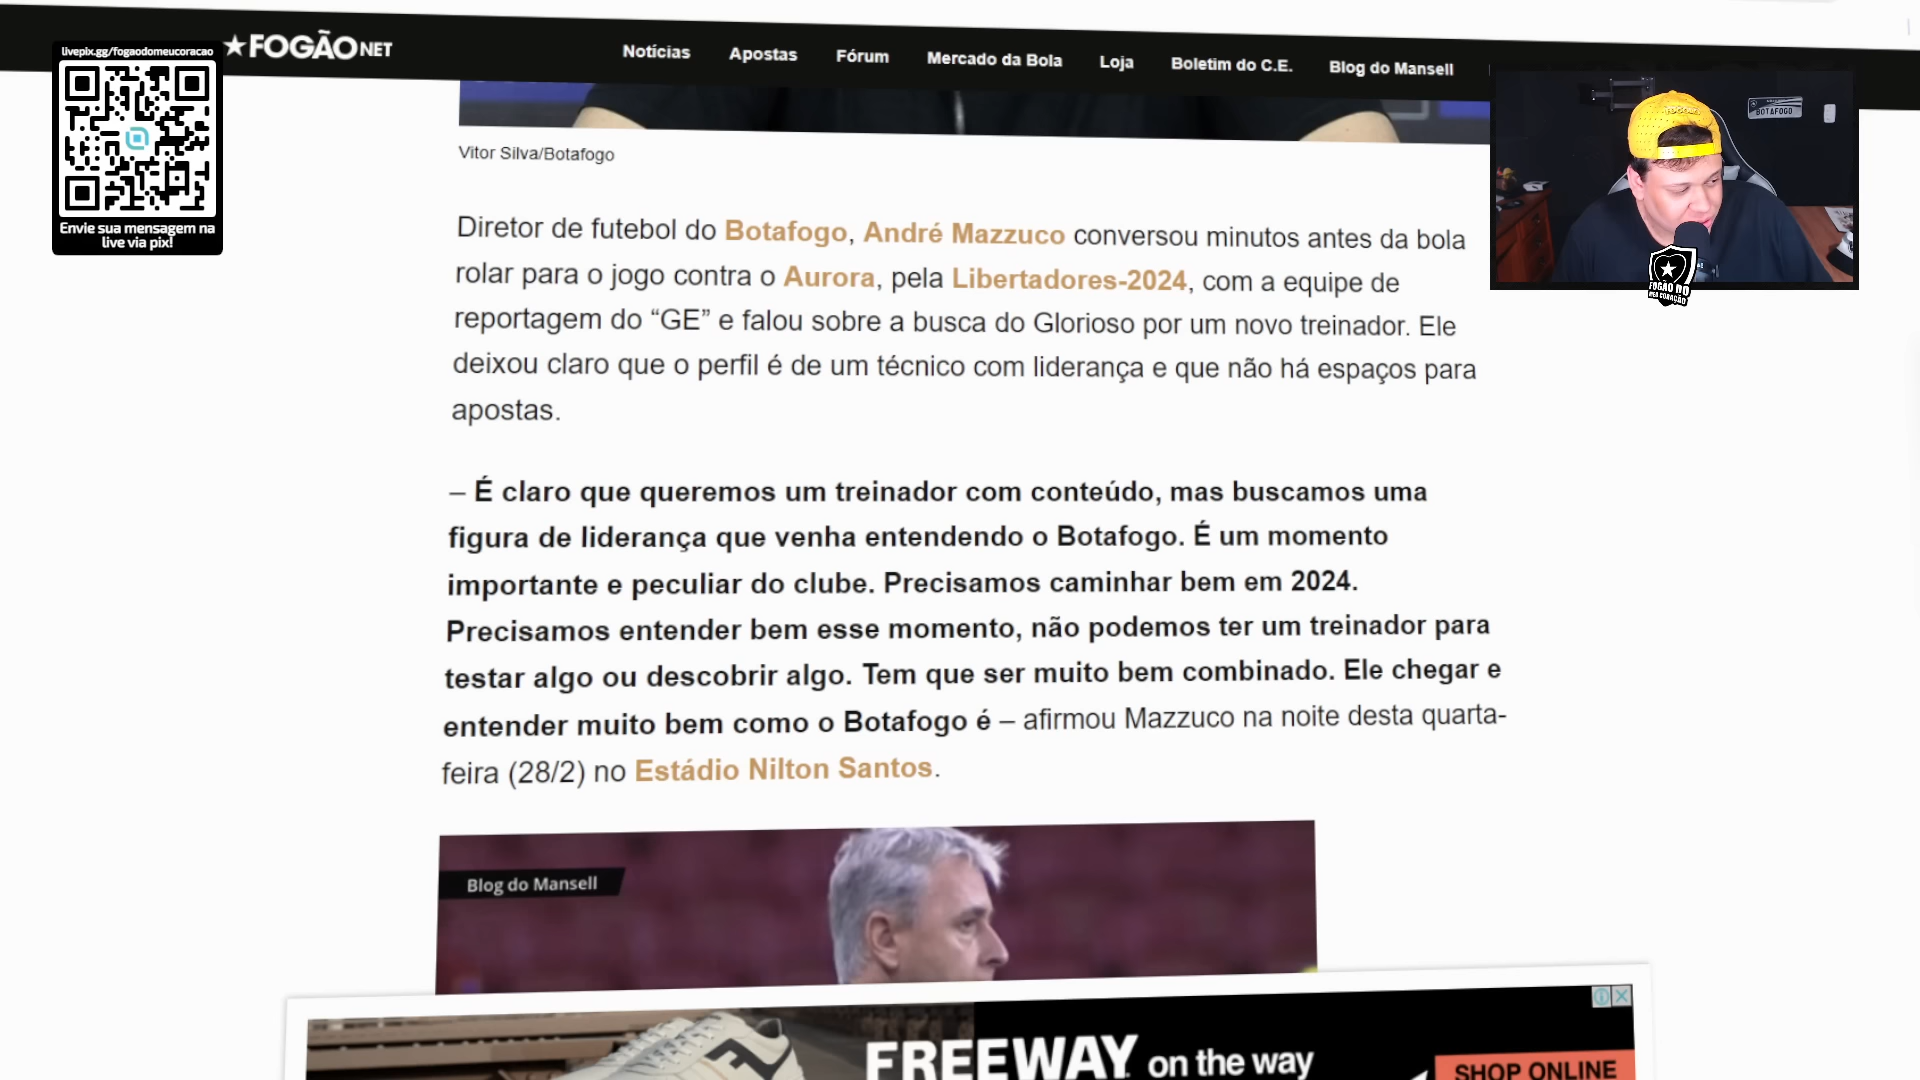 livepix.gg/fogaodomeucoracao
Envie sua mensagem na
live via pix!
FOGÃO NET
Notícias
Apostas
Fórum
Mercado da Bola
Loja
Boletim do C.E.
Blog do Mansell
BOTAFOGO
FOGÃO NO
MEU CORAÇÃO
Vitor Silva/Botafogo
Diretor de futebol do Botafogo, André Mazzuco conversou minutos antes da bola
rolar para o jogo contra o Aurora, pela Libertadores-2024, com a equipe de
reportagem do “GE” e falou sobre a busca do Glorioso por um novo treinador. Ele
deixou claro que o perfil é de um técnico com liderança e que não há espaços para
apostas.
– É claro que queremos um treinador com conteúdo, mas buscamos uma
figura de liderança que venha entendendo o Botafogo. É um momento
importante e peculiar do clube. Precisamos caminhar bem em 2024.
Precisamos entender bem esse momento, não podemos ter um treinador para
testar algo ou descobrir algo. Tem que ser muito bem combinado. Ele chegar e
entender muito bem como o Botafogo é – afirmou Mazzuco na noite desta quarta-
feira (28/2) no Estádio Nilton Santos.
Blog do Mansell
FREEWAY on the way
SHOP ONLINE